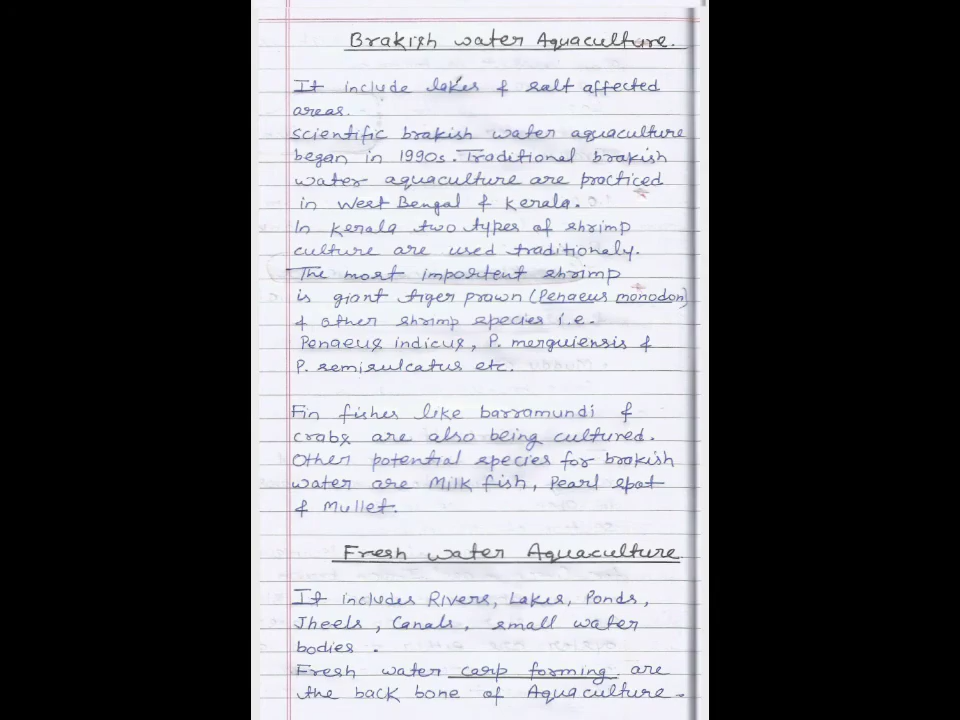 Brakish water Aquaculture.
It include lakes & salt affected
areas.
Scientific brakish water aquaculture
began in 1990s. Traditional brakish
water aquaculture are practiced
in West Bengal & Kerala.
In Kerala two types of shrimp
culture are used traditionaly.
The most importent shrimp
is giant tiger prawn (Penaeus monodon)
& other shrimp species i.e.
Penaeus indicus, P. merguiensis &
P. semisulcatus etc.
Fin fishes like barramundi &
crabs are also being cultured.
Other potential species for brakish
water are Milk fish, Pearl spot
& Mullet.
Fresh water Aquaculture
It includes Rivers, Lakes, Ponds,
Jheels, Canals, small water
bodies.
Fresh water carp forming are
the back bone of Aquaculture.